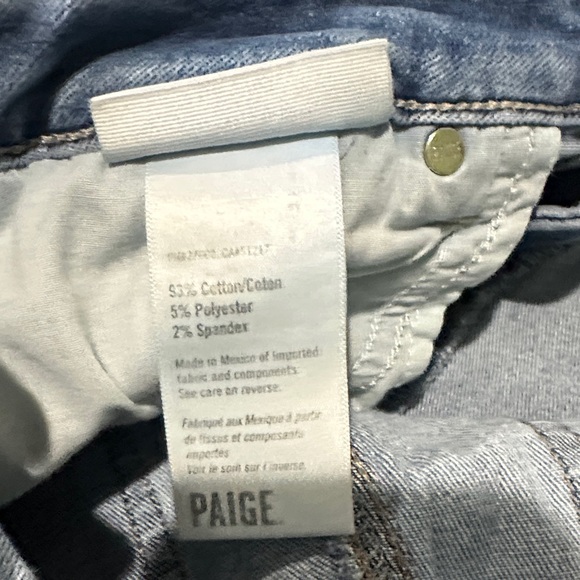 93% Cotton/Coton
5% Polyester
2% Spandex
Made in Mexico of imported
fabric and components.
See care on reverse.
Fabriqué aux Mexique à partir
de tissus et composants
importés
Voir le soin sur l'inverse.
PAIGE